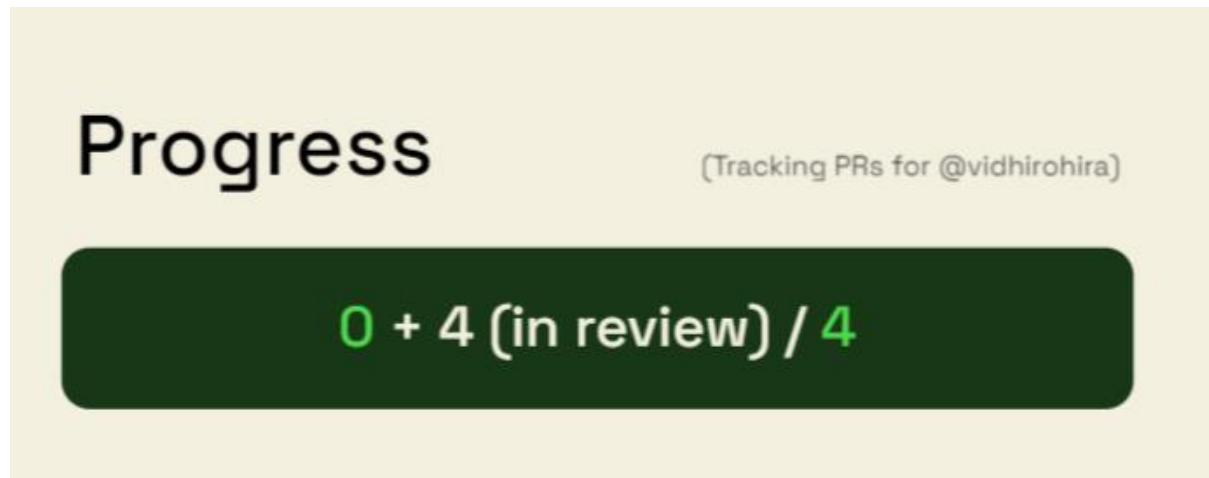 Progress
(Tracking PRs for @vidhirohira)
0 + 4 (in review) / 4